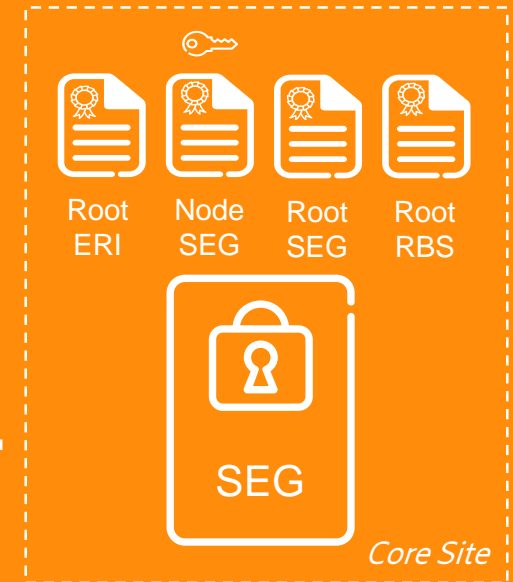 Root ERI
Node SEG
Root SEG
Root RBS
SEG
Core Site